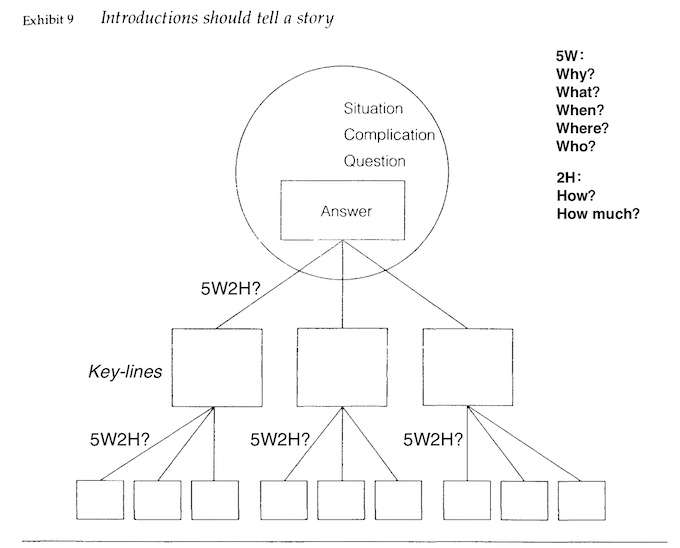 Exhibit 9 Introductions should tell a story
5W:
Why?
What?
When?
Where?
Who?
2H:
How?
How much?
Situation
Complication
Question
Answer
5W2H?
Key-lines
5W2H?
5W2H?
5W2H?